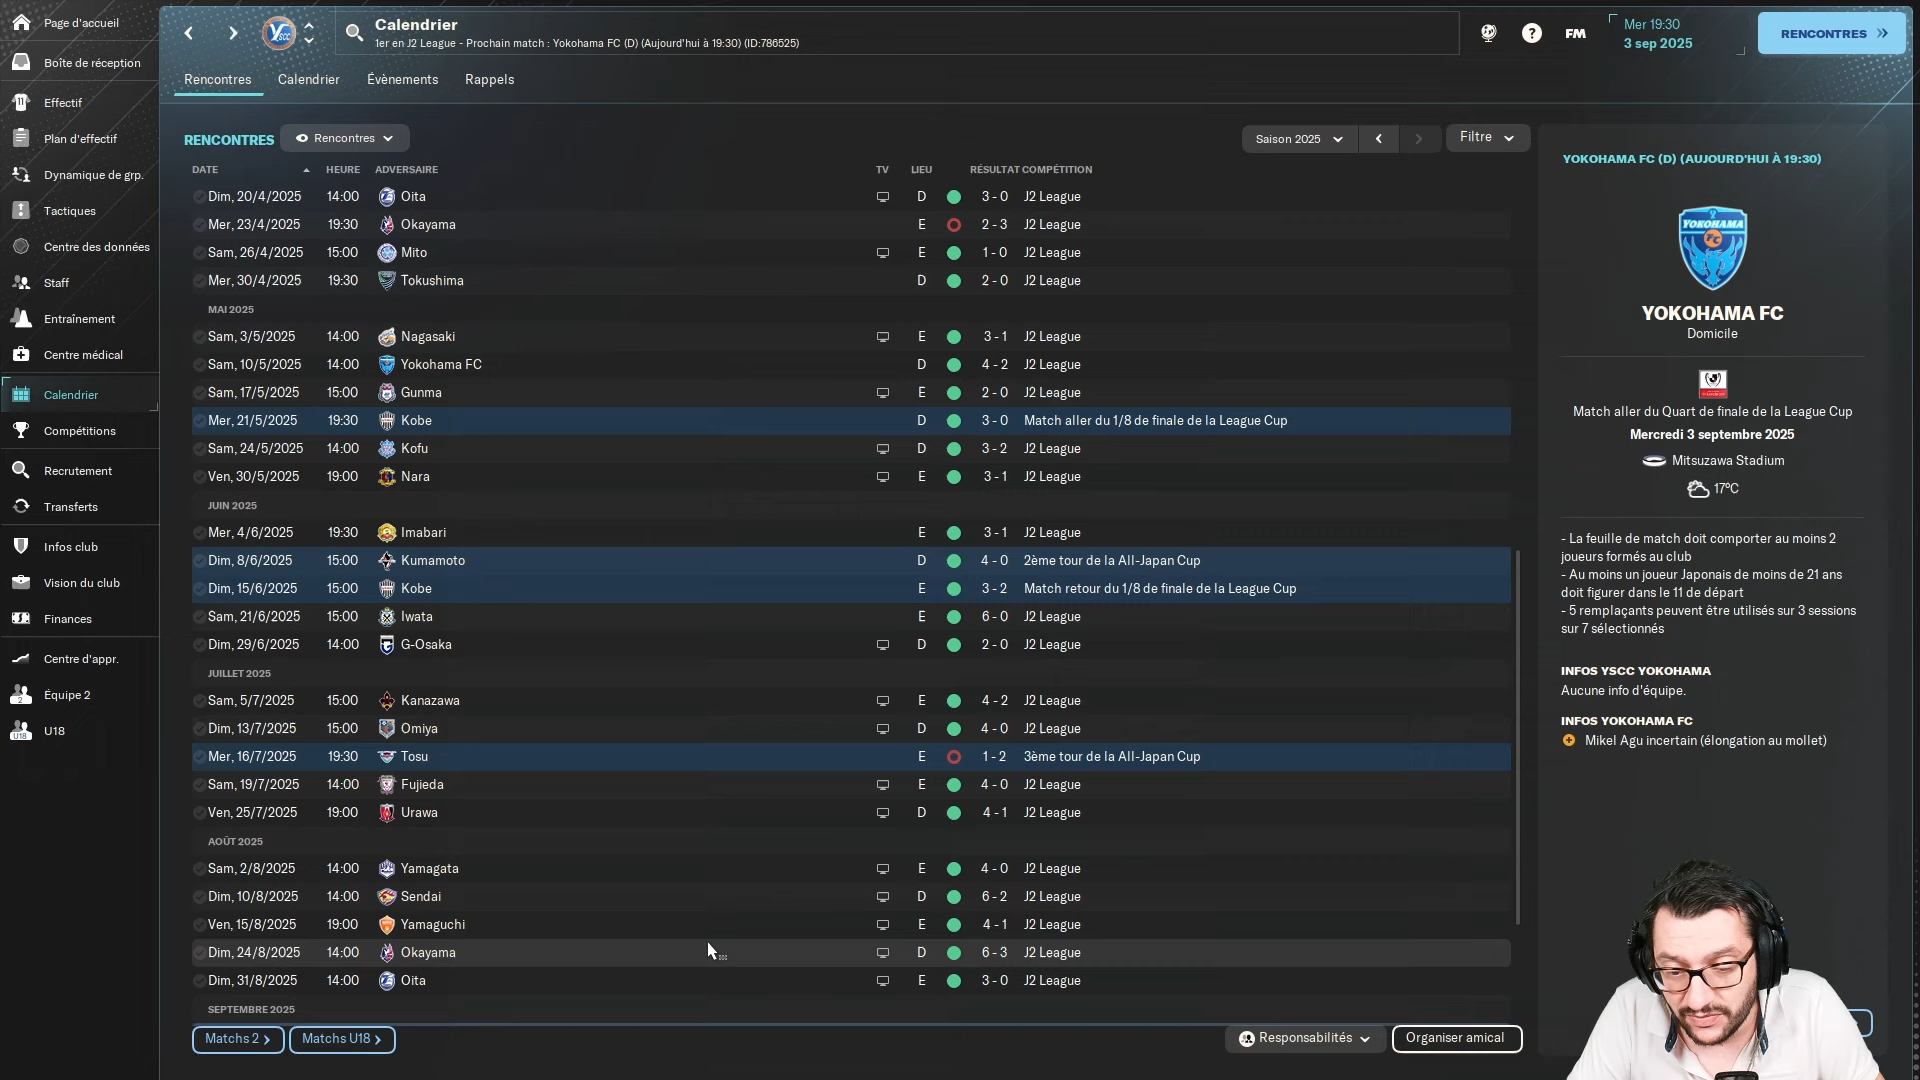 Page d'accueil
Boîte de réception
Effectif
Plan d'effectif
Dynamique de grp.
Tactiques
Centre des données
Staff
Entraînement
Centre médical
Calendrier
Compétitions
Recrutement
Transferts
Infos club
Vision du club
Finances
Centre d'appr.
Équipe 2
U18
Calendrier
1er en J2 League - Prochain match : Yokohama FC (D) (Aujourd'hui à 19:30) (ID:786525)
FM
Mer 19:30
3 sep 2025
RENCONTRES
Rencontres Calendrier Évènements Rappels
RENCONTRES Rencontres
Saison 2025 Filtre
DATE HEURE ADVERSAIRE TV LIEU RÉSULTAT COMPÉTITION
Dim, 20/4/2025 14:00 Oita D 3 - 0 J2 League
Mer, 23/4/2025 19:30 Okayama E 2 - 3 J2 League
Sam, 26/4/2025 15:00 Mito E 1 - 0 J2 League
Mer, 30/4/2025 19:30 Tokushima D 2 - 0 J2 League
MAI 2025
Sam, 3/5/2025 14:00 Nagasaki E 3 - 1 J2 League
Sam, 10/5/2025 14:00 Yokohama FC D 4 - 2 J2 League
Sam, 17/5/2025 15:00 Gunma E 2 - 0 J2 League
Mer, 21/5/2025 19:30 Kobe D 3 - 0 Match aller du 1/8 de finale de la League Cup
Sam, 24/5/2025 14:00 Kofu D 3 - 2 J2 League
Ven, 30/5/2025 19:00 Nara E 3 - 1 J2 League
JUIN 2025
Mer, 4/6/2025 19:30 Imabari E 3 - 1 J2 League
Dim, 8/6/2025 15:00 Kumamoto D 4 - 0 2ème tour de la All-Japan Cup
Dim, 15/6/2025 15:00 Kobe E 3 - 2 Match retour du 1/8 de finale de la League Cup
Sam, 21/6/2025 15:00 Iwata E 6 - 0 J2 League
Dim, 29/6/2025 14:00 G-Osaka D 2 - 0 J2 League
JUILLET 2025
Sam, 5/7/2025 15:00 Kanazawa E 4 - 2 J2 League
Dim, 13/7/2025 15:00 Omiya D 4 - 0 J2 League
Mer, 16/7/2025 19:30 Tosu E 1 - 2 3ème tour de la All-Japan Cup
Sam, 19/7/2025 14:00 Fujieda E 4 - 0 J2 League
Ven, 25/7/2025 19:00 Urawa D 4 - 1 J2 League
AOÛT 2025
Sam, 2/8/2025 14:00 Yamagata E 4 - 0 J2 League
Dim, 10/8/2025 14:00 Sendai D 6 - 2 J2 League
Ven, 15/8/2025 19:00 Yamaguchi E 4 - 1 J2 League
Dim, 24/8/2025 14:00 Okayama D 6 - 3 J2 League
Dim, 31/8/2025 14:00 Oita E 3 - 0 J2 League
SEPTEMBRE 2025
Matchs 2 Matchs U18
Responsabilités Organiser amical
YOKOHAMA FC (D) (AUJOURD'HUI À 19:30)
YOKOHAMA
FC
YOKOHAMA FC
Domicile
Match aller du Quart de finale de la League Cup
Mercredi 3 septembre 2025
Mitsuzawa Stadium
17°C
- La feuille de match doit comporter au moins 2
joueurs formés au club
- Au moins un joueur Japonais de moins de 21 ans
doit figurer dans le 11 de départ
- 5 remplaçants peuvent être utilisés sur 3 sessions
sur 7 sélectionnés
INFOS YSCC YOKOHAMA
Aucune info d'équipe.
INFOS YOKOHAMA FC
Mikel Agu incertain (élongation au mollet)